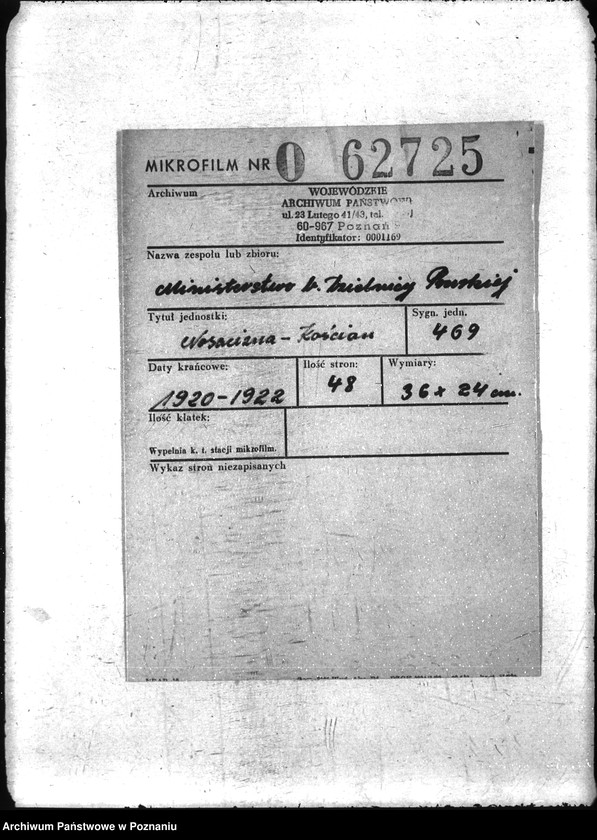 MIKROFILM NR 0 62725
Archiwum
WOJEWÓDZKIE
ARCHIWUM PAŃSTWOWE
ul. 23 Lutego 41/43, tel.
60-967 Poznań
Identyfikator: 0001169
Nazwa zespołu lub zbioru:
Ministerstwo b. Dzielnicy Pruskiej
Tytuł jednostki:
Nosacizna - Kościan
Sygn. jedn.
469
Daty krańcowe:
1920-1922
Ilość stron:
48
Wymiary:
36 x 24 cm.
Ilość klatek:
Wypełnia k. t. stacji mikrofilm.
Wykaz stron niezapisanych
Archiwum Państwowe w Poznaniu